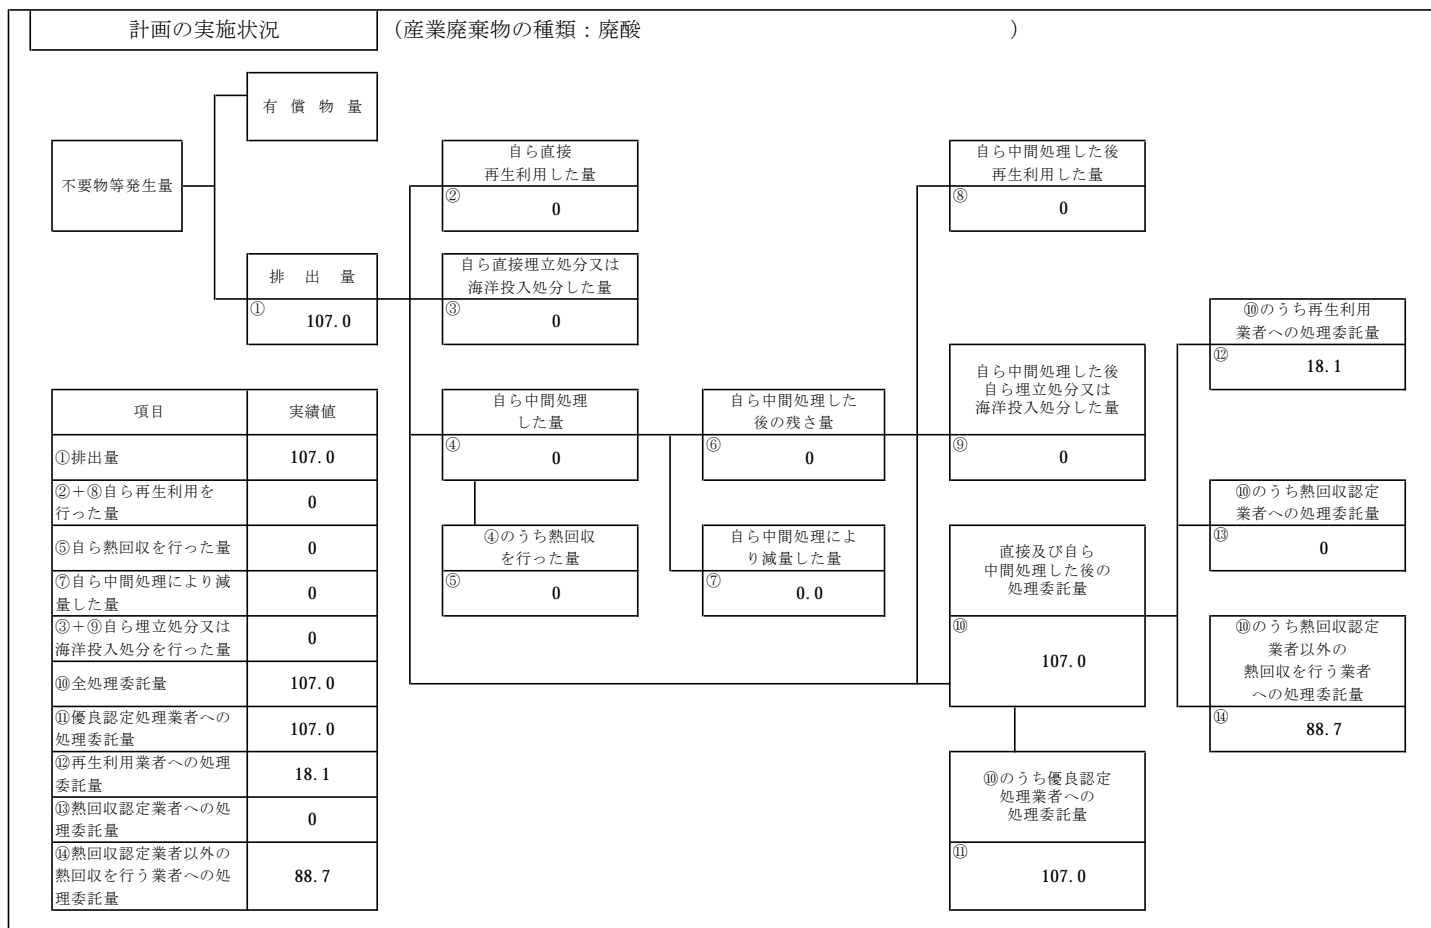 計画の実施状況
（産業廃棄物の種類：廃酸　　　　　　　　　　）
有 償 物 量
不要物等発生量
自ら直接
再生利用した量
②
0
自ら中間処理した後
再生利用した量
⑧
0
排 出 量
①
107.0
自ら直接埋立処分又は
海洋投入処分した量
③
0
⑩のうち再生利用
業者への処理委託量
⑫
18.1
自ら中間処理した後
自ら埋立処分又は
海洋投入処分した量
⑨
0
自ら中間処理
した量
④
0
自ら中間処理した
後の残さ量
⑥
0
⑩のうち熱回収認定
業者への処理委託量
⑬
0
④のうち熱回収
を行った量
⑤
0
自ら中間処理によ
り減量した量
⑦
0.0
直接及び自ら
中間処理した後の
処理委託量
⑩
107.0
⑩のうち熱回収認定
業者以外の
熱回収を行う業者
への処理委託量
⑭
88.7
⑩のうち優良認定
処理業者への
処理委託量
⑪
107.0
項目 実績値
①排出量 107.0
②＋⑧自ら再生利用を
行った量 0
⑤自ら熱回収を行った量 0
⑦自ら中間処理により減
量した量 0
③＋⑨自ら埋立処分又は
海洋投入処分を行った量 0
⑩全処理委託量 107.0
⑪優良認定処理業者への
処理委託量 107.0
⑫再生利用業者への処理
委託量 18.1
⑬熱回収認定業者への処
理委託量 0
⑭熱回収認定業者以外の
熱回収を行う業者への処
理委託量 88.7